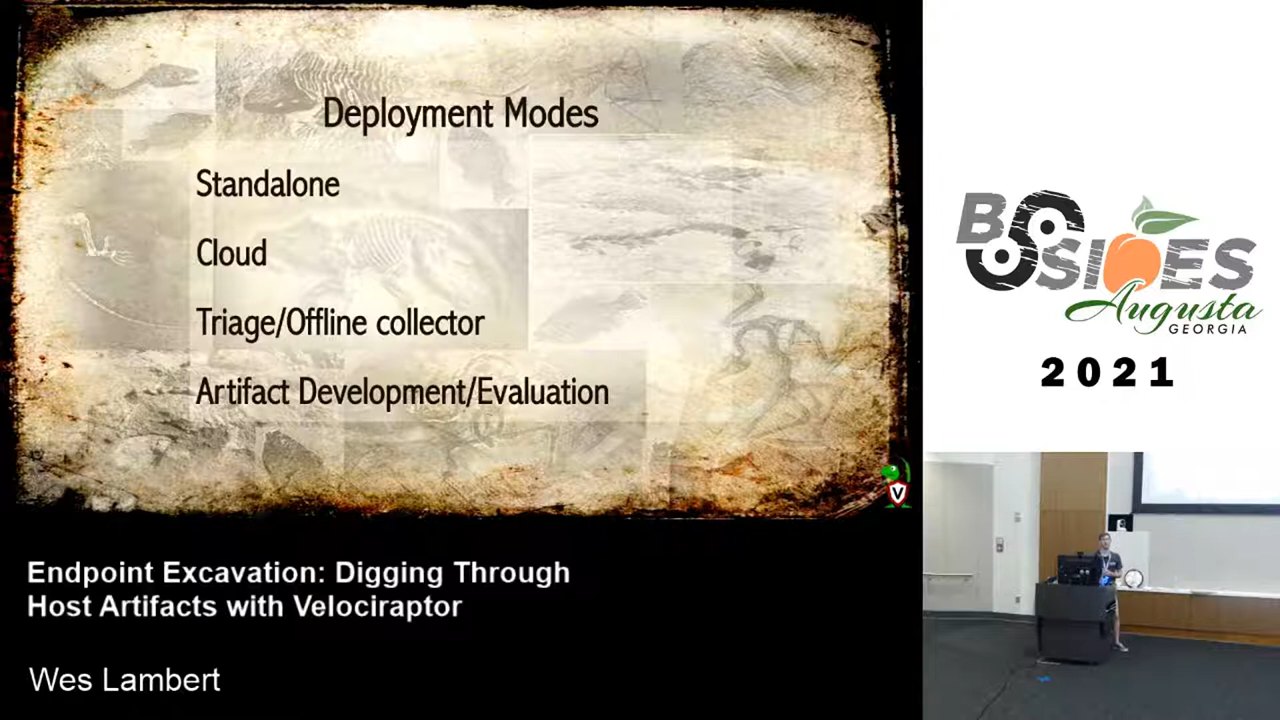 Deployment Modes
Standalone
Cloud
Triage/Offline collector
Artifact Development/Evaluation
V
Endpoint Excavation: Digging Through
Host Artifacts with Velociraptor
Wes Lambert
BSIDES
Augusta
GEORGIA
2021